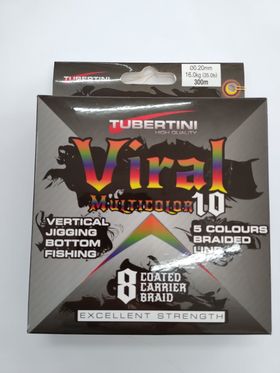 TUBERTINI
Ø0.20mm
16.0kg (35.0lb)
300m
TUBERTINI
HIGH QUALITY
Viral
MULTICOLOR 1.0
VERTICAL
JIGGING
BOTTOM
FISHING
5 COLOURS
BRAIDED
LINE
8 COATED
CARRIER
BRAID
EXCELLENT STRENGTH